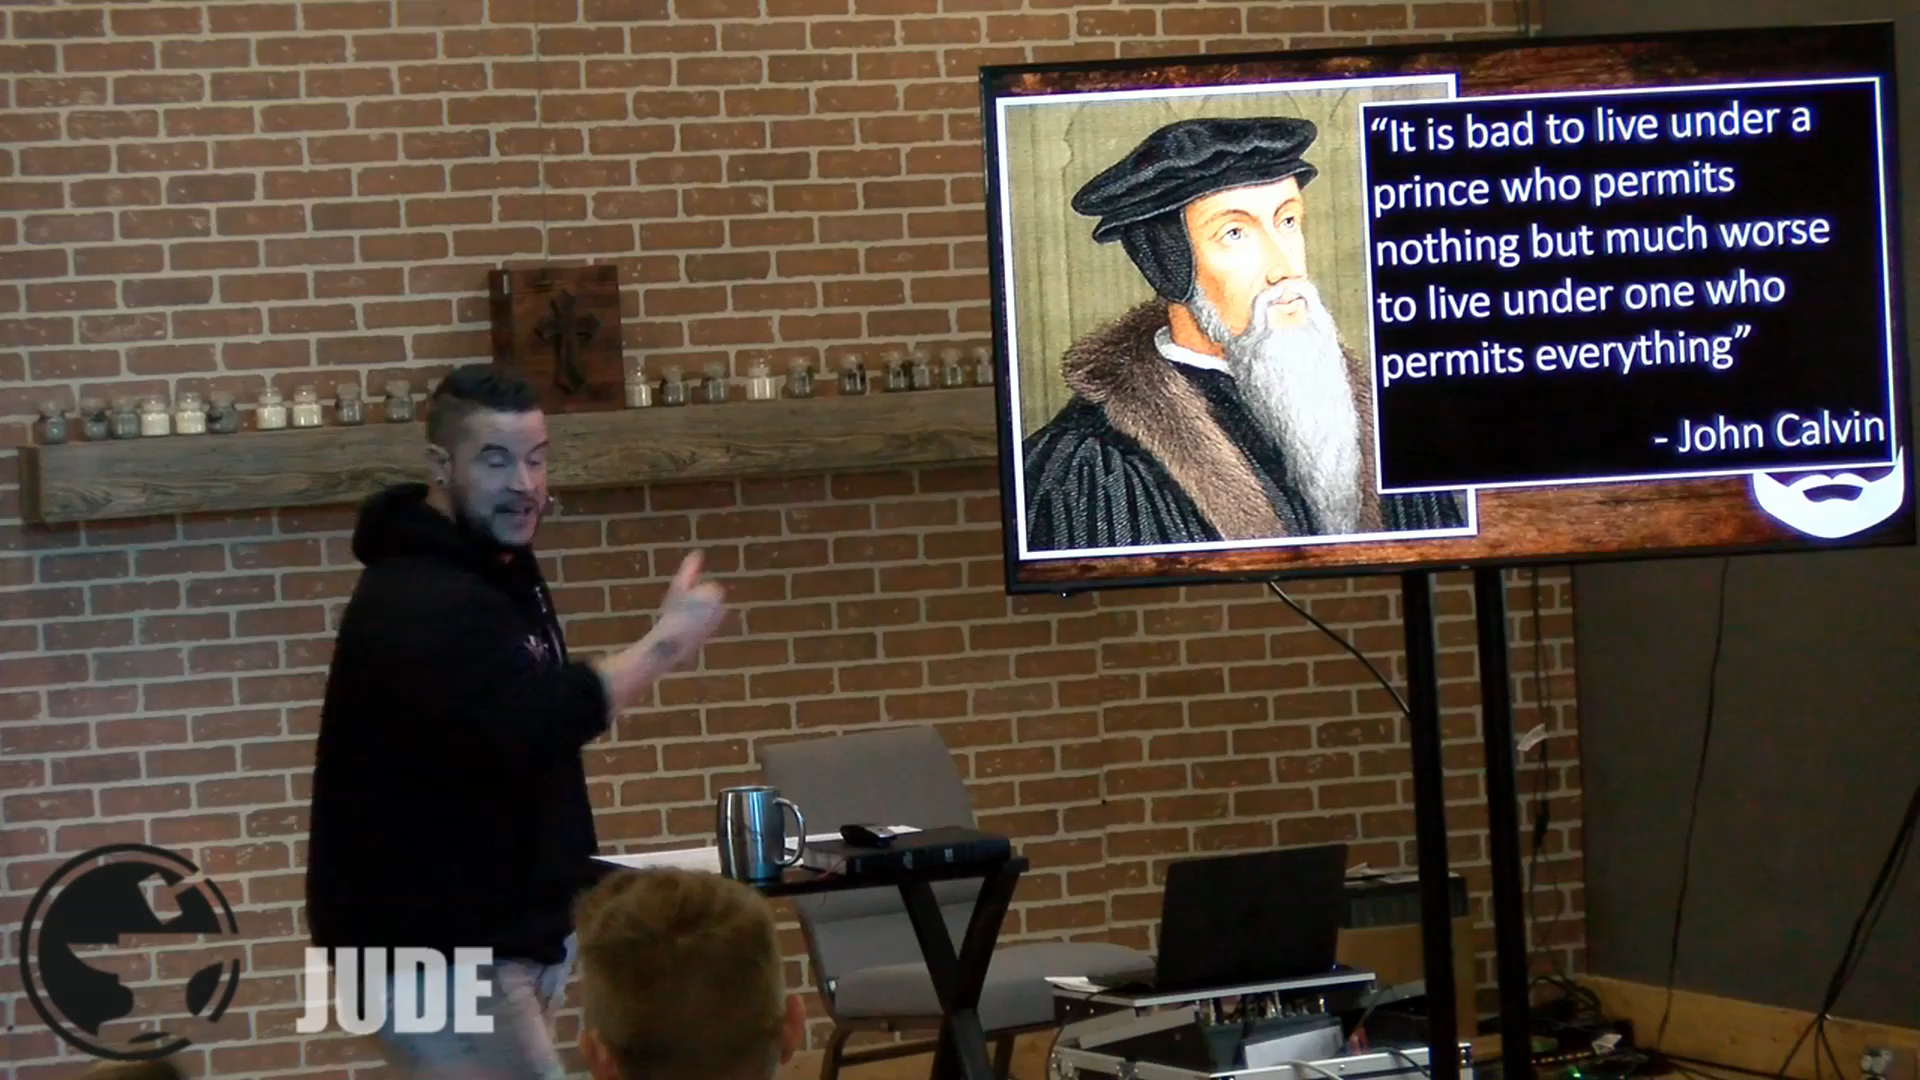 “It is bad to live under a
prince who permits
nothing but much worse
to live under one who
permits everything”
- John Calvin
JUDE